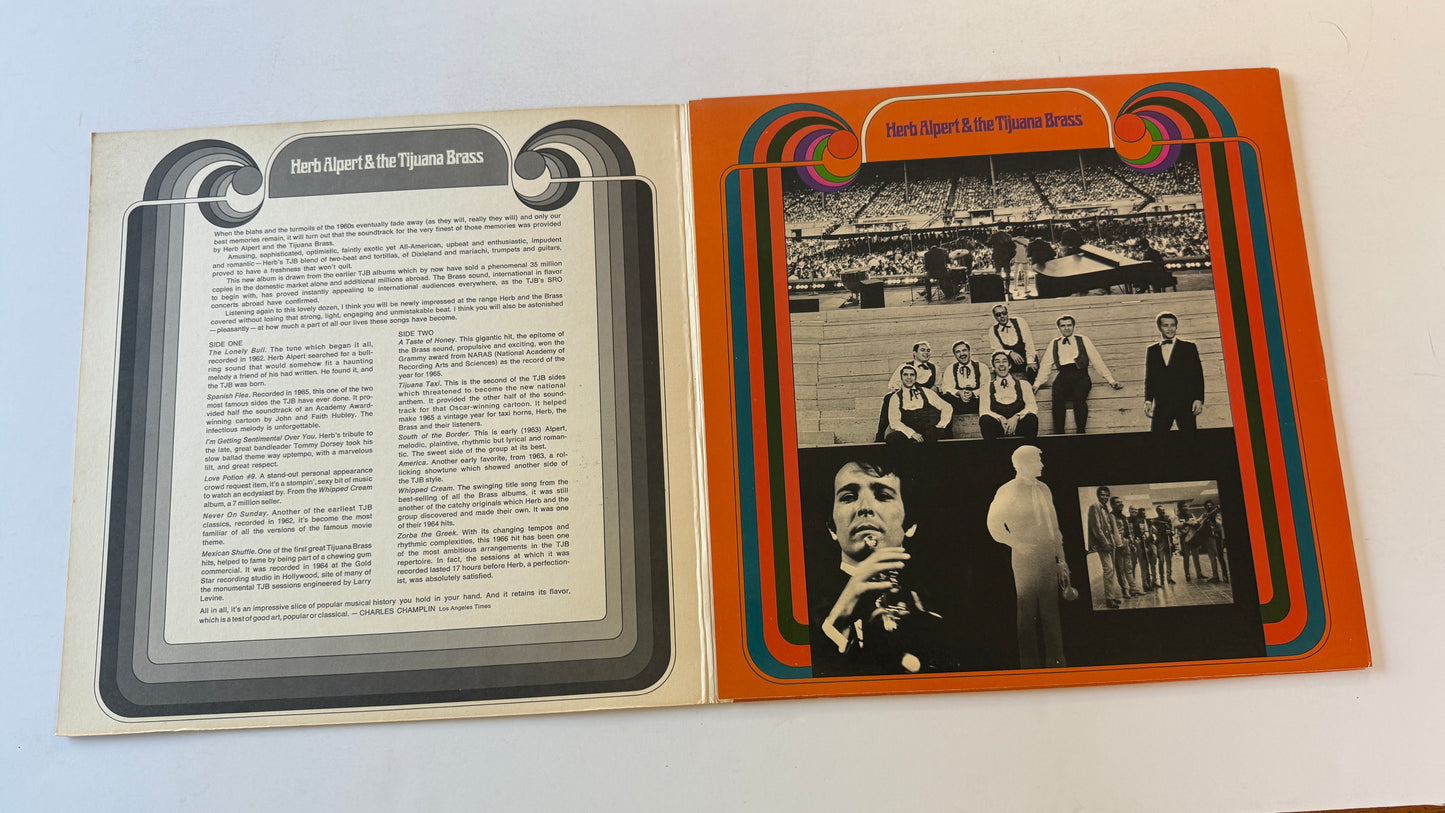 Herb Alpert & the Tijuana Brass
When the blahs and the turmoils of the 1960s eventually fade away (as they will, really they will) and only our
best memories remain, it will turn out that the soundtrack for the very finest of those memories was provided
by Herb Alpert and the Tijuana Brass.
Amusing, sophisticated, optimistic, faintly exotic yet All-American, upbeat and enthusiastic, impudent
and romantic—Herb's TJB blend of two-beat and tortillas, of Dixieland and mariachi, trumpets and guitars,
proved to have a freshness that won't quit.
This new album is drawn from the earlier TJB albums which by now have sold a phenomenal 35 million
copies in the domestic market alone and additional millions abroad. The Brass sound, international in flavor
to begin with, has proved instantly appealing to international audiences everywhere, as the TJB's SRO
concerts abroad have confirmed.
Listening again to this lovely dozen, I think you will be newly impressed at the range Herb and the Brass
covered without losing that strong, light, engaging and unmistakable beat. I think you will also be astonished
—pleasantly—at how much a part of all our lives these songs have become.
SIDE ONE
The Lonely Bull. The tune which began it all,
recorded in 1962. Herb Alpert searched for a bull-
ring sound that would somehow fit a haunting
melody a friend of his had written. He found it, and
the TJB was born.
Spanish Flea. Recorded in 1965, this one of the two
most famous sides the TJB have ever done. It pro-
vided half the soundtrack of an Academy Award-
winning cartoon by John and Faith Hubley. The
infectious melody is unforgettable.
I'm Getting Sentimental Over You. Herb's tribute to
the late, great bandleader Tommy Dorsey took his
slow ballad theme way uptempo, with a marvelous
lilt, and great respect.
Love Potion #9. A stand-out personal appearance
crowd request item, it's a stompin', sexy bit of music
to watch an ecdysiast by. From the Whipped Cream
album, a 7 million seller.
Never On Sunday. Another of the earliest TJB
classics, recorded in 1962, it's become the most
familiar of all the versions of the famous movie
theme.
Mexican Shuffle. One of the first great Tijuana Brass
hits, helped to fame by being part of a chewing gum
commercial. It was recorded in 1964 at the Gold
Star recording studio in Hollywood, site of many of
the monumental TJB sessions engineered by Larry
Levine.
SIDE TWO
A Taste of Honey. This gigantic hit, the epitome of
the Brass sound, propulsive and exciting, won the
Grammy award from NARAS (National Academy of
Recording Arts and Sciences) as the record of the
year for 1965.
Tijuana Taxi. This is the second of the TJB sides
which threatened to become the new national
anthem. It provided the other half of the sound-
track for that Oscar-winning cartoon. It helped
make 1965 a vintage year for taxi horns, Herb, the
Brass and their listeners.
South of the Border. This is early (1963) Alpert,
melodic, plaintive, rhythmic but lyrical and roman-
tic. The sweet side of the group at its best.
America. Another early favorite, from 1963, a rol-
licking showtune which showed another side of
the TJB style.
Whipped Cream. The swinging title song from the
best-selling of all the Brass albums, it was still
another of the catchy originals which Herb and the
group discovered and made their own. It was one
of their 1964 hits.
Zorba the Greek. With its changing tempos and
rhythmic complexities, this 1966 hit has been one
of the most ambitious arrangements in the TJB
repertoire. In fact, the sessions at which it was
recorded lasted 17 hours before Herb, a perfection-
ist, was absolutely satisfied.
All in all, it's an impressive slice of popular musical history you hold in your hand. And it retains its flavor,
which is a test of good art, popular or classical. — CHARLES CHAMPLIN Los Angeles Times
Herb Alpert & the Tijuana Brass